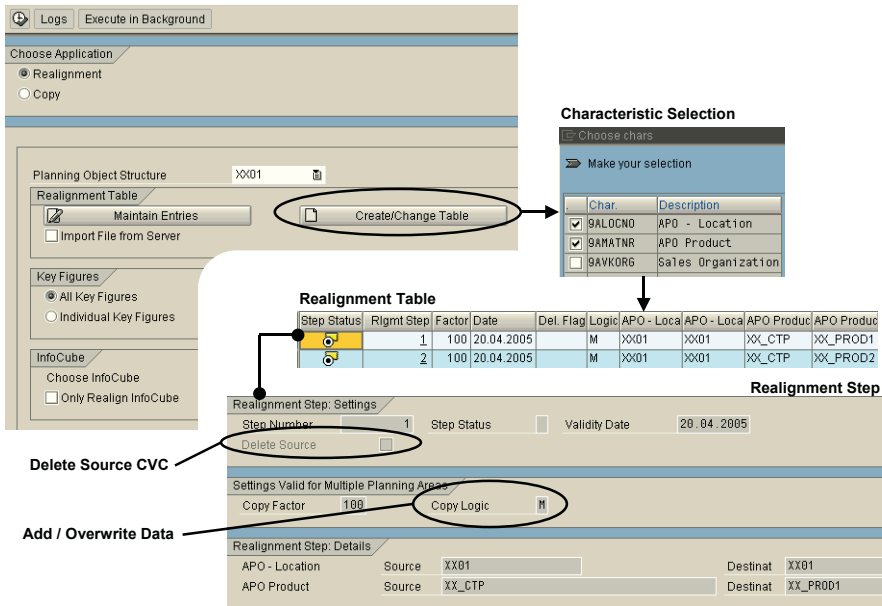 Logs Execute in Background
Choose Application
Realignment
Copy
Planning Object Structure XX01
Realignment Table
Maintain Entries Create/Change Table
Import File from Server
Key Figures
All Key Figures
Individual Key Figures
InfoCube
Choose InfoCube
Only Realign InfoCube
Characteristic Selection
Choose chars
Make your selection
. Char. Description
9ALOCNO APO - Location
9AMATNR APO Product
9AVKORG Sales Organization
Realignment Table
Step Status Rlgmt Step Factor Date Del. Flag Logic APO - Loca APO - Loca APO Produc APO Produc
1 100 20.04.2005 M XX01 XX01 XX_CTP XX_PROD1
2 100 20.04.2005 M XX01 XX01 XX_CTP XX_PROD2
Realignment Step
Realignment Step: Settings
Step Number 1 Step Status Validity Date 20.04.2005
Delete Source
Delete Source CVC
Settings Valid for Multiple Planning Areas
Copy Factor 100 Copy Logic M
Add / Overwrite Data
Realignment Step: Details
APO - Location Source XX01 Destinat XX01
APO Product Source XX_CTP Destinat XX_PROD1